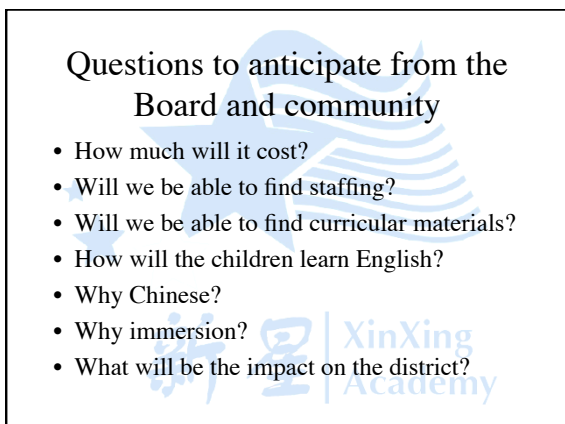 Questions to anticipate from the
Board and community
• How much will it cost?
• Will we be able to find staffing?
• Will we be able to find curricular materials?
• How will the children learn English?
• Why Chinese?
• Why immersion?
• What will be the impact on the district?
新星 XinXing
Academy